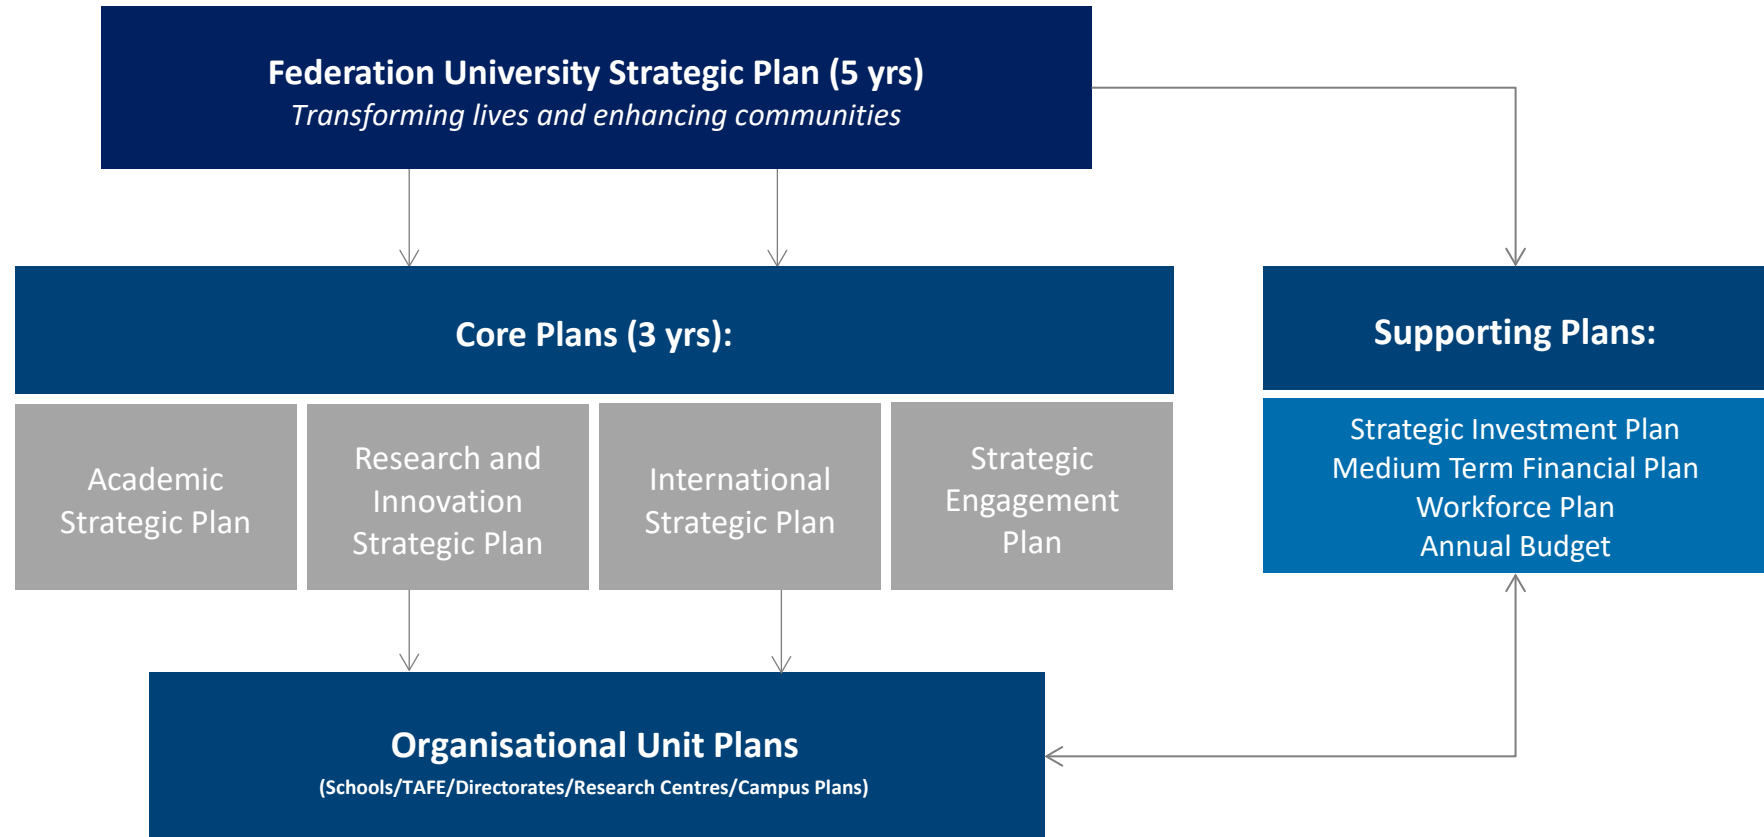 Federation University Strategic Plan (5 yrs)
Transforming lives and enhancing communities
Core Plans (3 yrs):
Academic
Strategic Plan
Research and
Innovation
Strategic Plan
International
Strategic Plan
Strategic
Engagement
Plan
Supporting Plans:
Strategic Investment Plan
Medium Term Financial Plan
Workforce Plan
Annual Budget
Organisational Unit Plans
(Schools/TAFE/Directorates/Research Centres/Campus Plans)